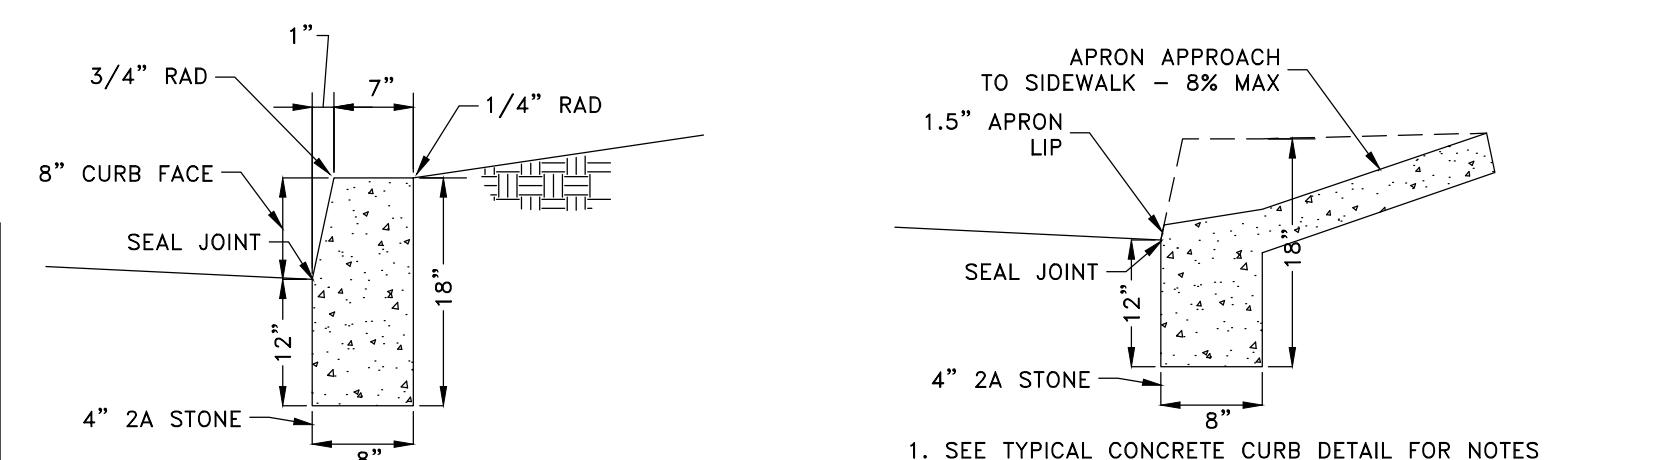 1”
3/4” RAD
7”
1/4” RAD
8” CURB FACE
SEAL JOINT
12”
18”
4” 2A STONE
8”
APRON APPROACH
TO SIDEWALK – 8% MAX
1.5” APRON
LIP
18”
SEAL JOINT
12”
4” 2A STONE
8”
1. SEE TYPICAL CONCRETE CURB DETAIL FOR NOTES